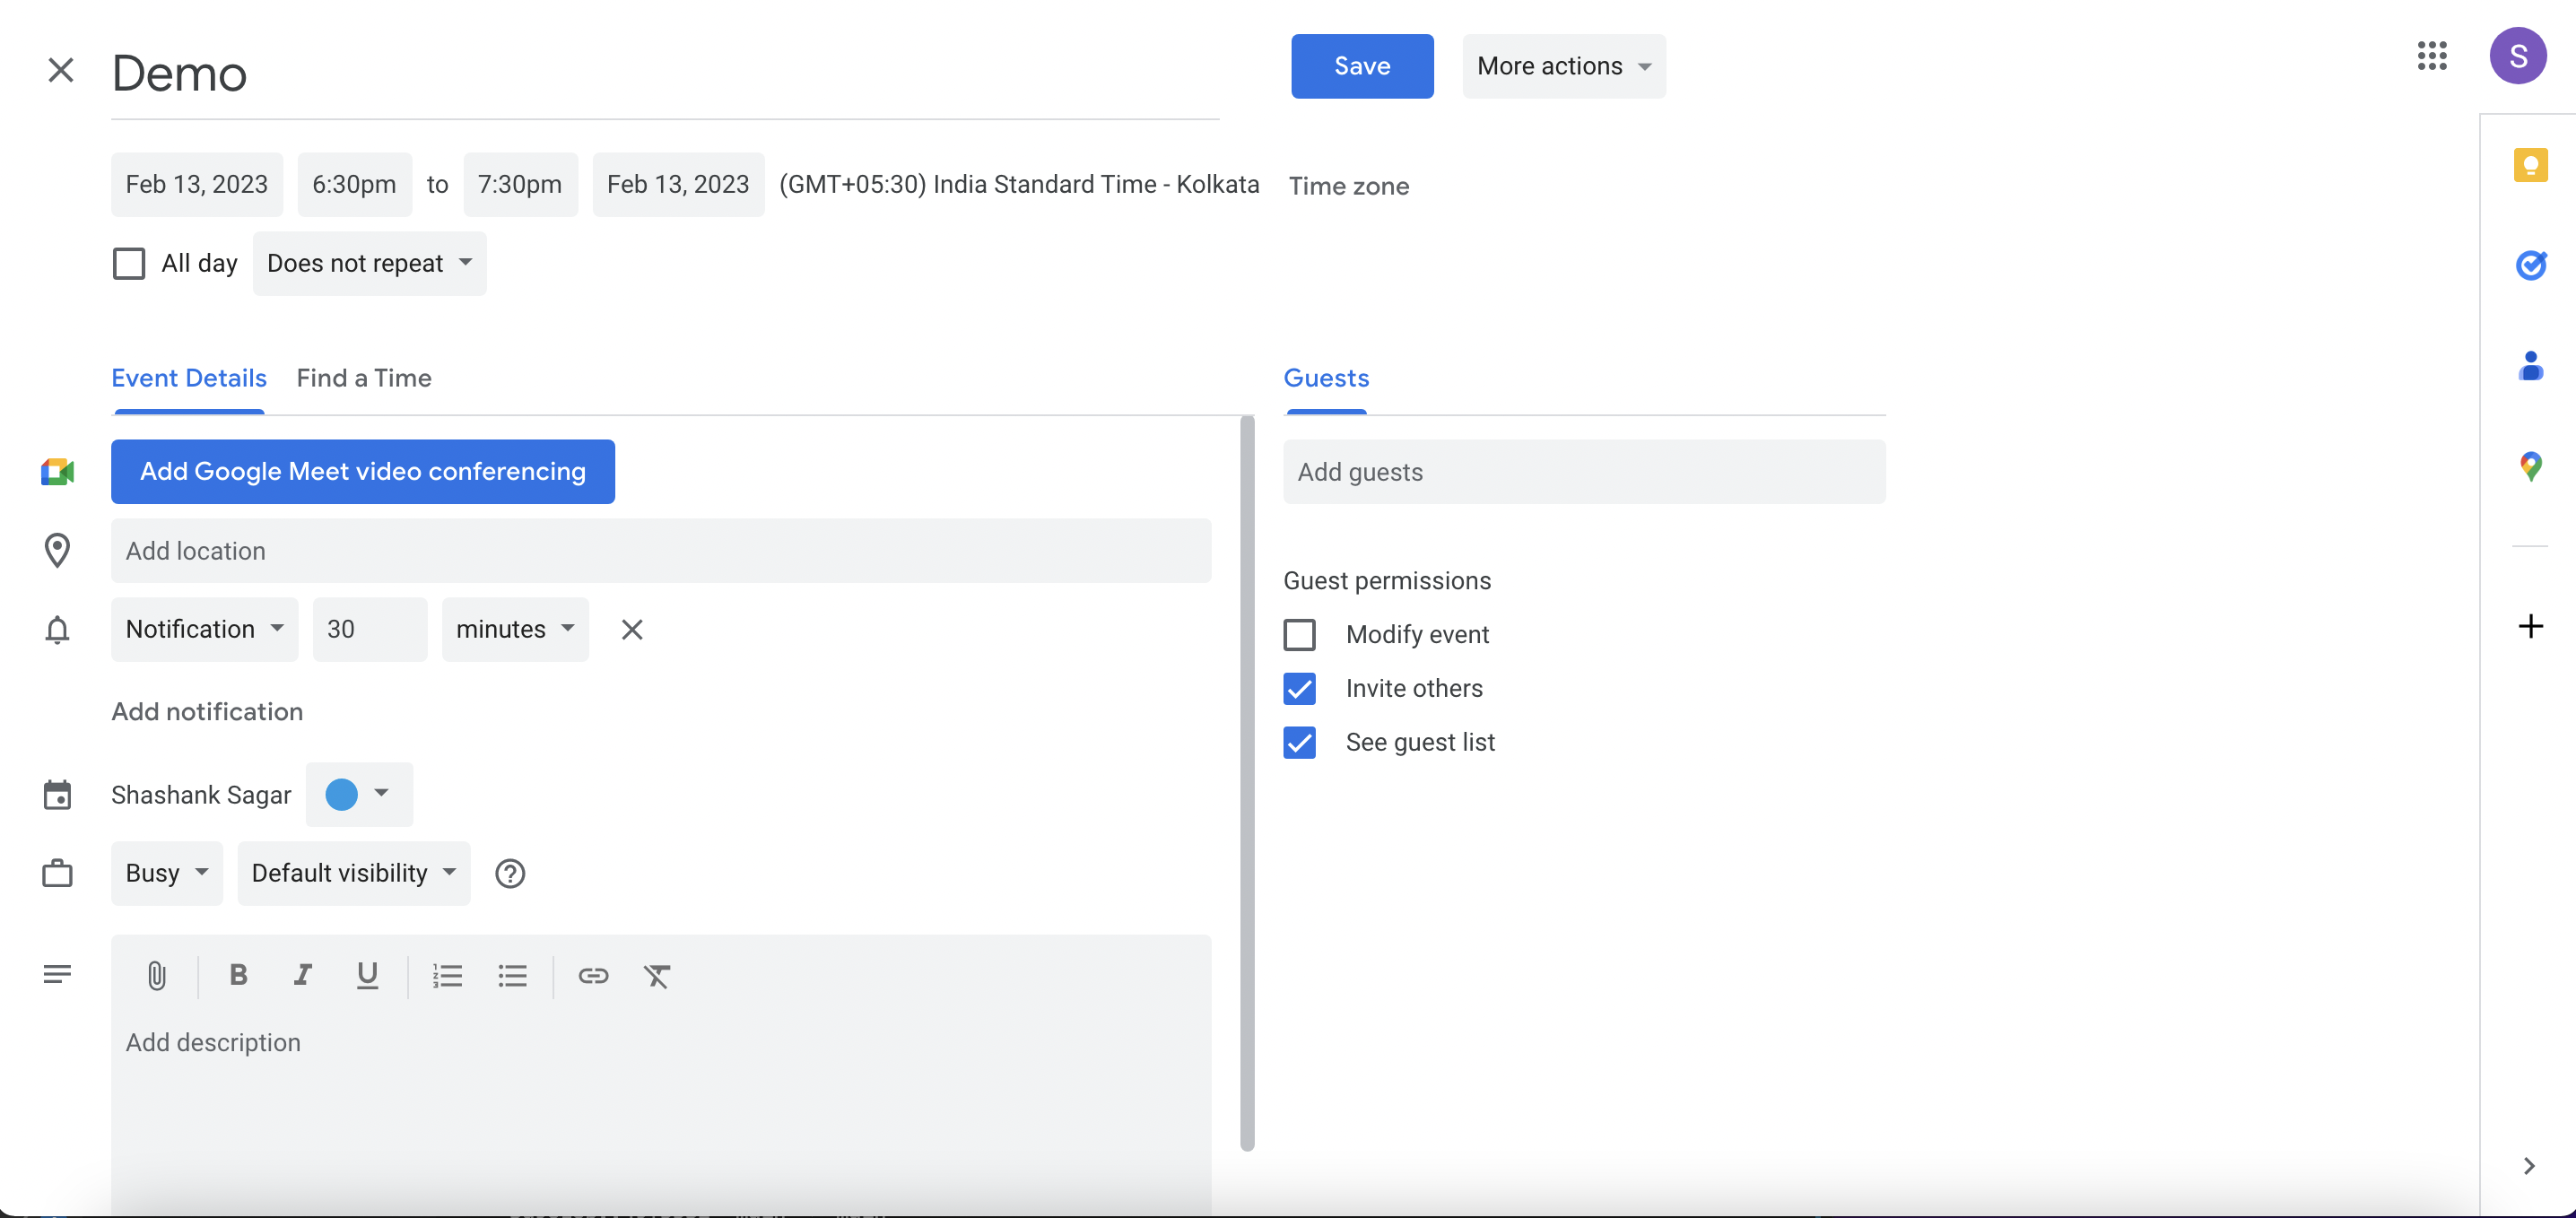 Demo
Save
More actions
S
Feb 13, 2023 6:30pm to 7:30pm Feb 13, 2023 (GMT+05:30) India Standard Time - Kolkata Time zone
All day Does not repeat
Event Details Find a Time
Guests
Add Google Meet video conferencing
Add guests
Add location
Notification 30 minutes
Guest permissions
Modify event
Invite others
See guest list
Add notification
Shashank Sagar
Busy Default visibility
B I U
Add description